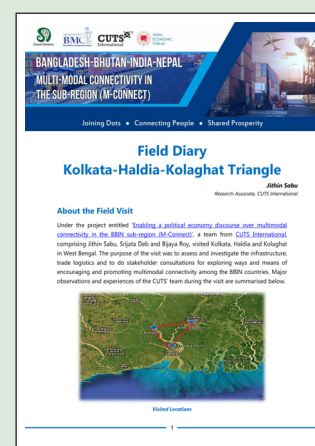 BMC
CUTS
International
NEPAL
ECONOMIC
FORUM
BANGLADESH-BHUTAN-INDIA-NEPAL
MULTI-MODAL CONNECTIVITY IN
THE SUB-REGION (M-CONNECT)
Joining Dots • Connecting People • Shared Prosperity
Field Diary
Kolkata-Haldia-Kolaghat Triangle
Jithin Sabu
Research Associate, CUTS International
About the Field Visit
Under the project entitled 'Enabling a political economy discourse over multimodal
connectivity in the BBIN sub-region (M-Connect)', a team from CUTS International,
comprising Jithin Sabu, Srijata Deb and Bijaya Roy, visited Kolkata, Haldia and Kolaghat
in West Bengal. The purpose of the visit was to assess and investigate the infrastructure,
trade logistics and to do stakeholder consultations for exploring ways and means of
encouraging and promoting multimodal connectivity among the BBIN countries. Major
observations and experiences of the CUTS' team during the visit are summarised below.
Visited Locations
1